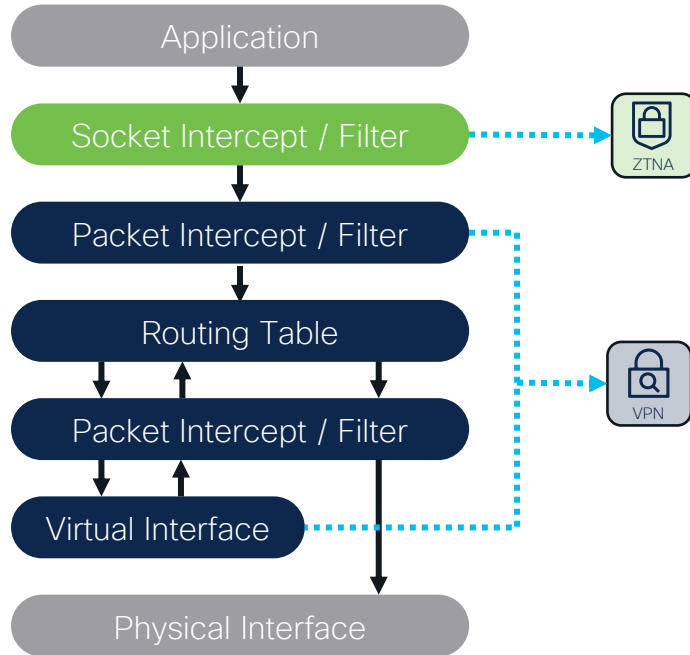 Application
Socket Intercept / Filter
ZTNA
Packet Intercept / Filter
Routing Table
VPN
Packet Intercept / Filter
Virtual Interface
Physical Interface